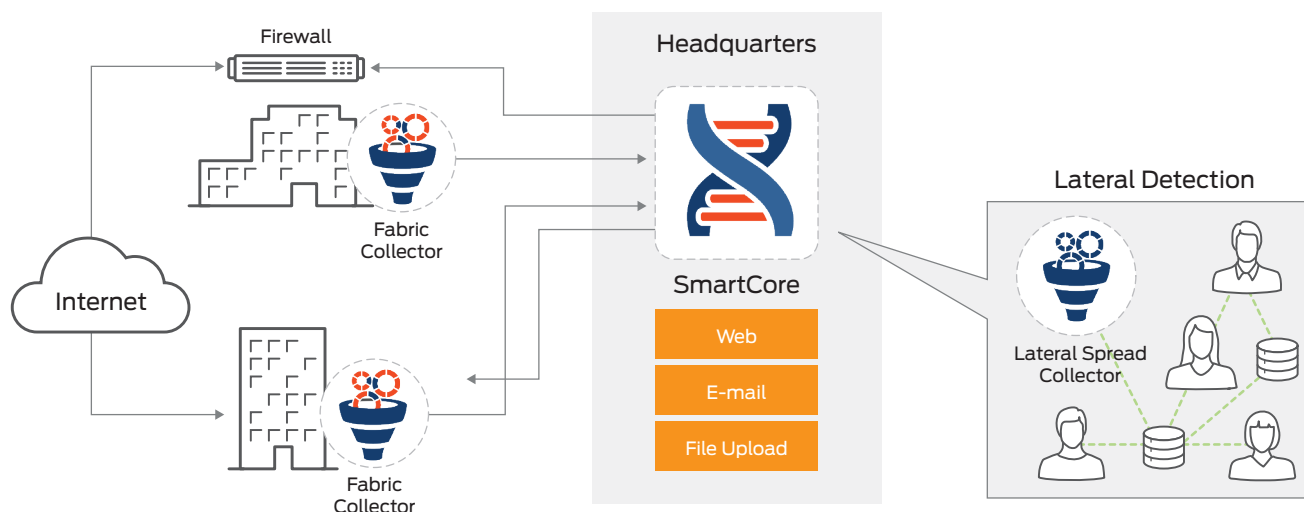 Firewall
Headquarters
Fabric
Collector
Lateral Detection
Internet
SmartCore
Web
E-mail
File Upload
Lateral Spread
Collector
Fabric
Collector